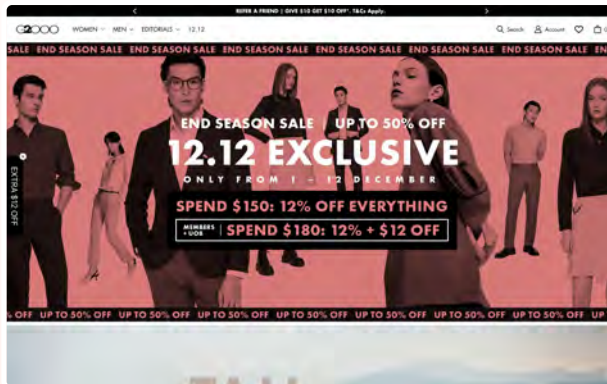 REFER A FRIEND | GIVE $10 GET $10 OFF*. T&Cs Apply.
G2000 WOMEN MEN EDITORIALS 12.12 Search Account
SALE END SEASON SALE END SEASON SALE END SEASON SALE END SEASON SALE END SEASON SALE END SEASON SALE
END SEASON SALE | UP TO 50% OFF
12.12 EXCLUSIVE
ONLY FROM 1 – 12 DECEMBER
EXTRA $12 OFF
SPEND $150: 12% OFF EVERYTHING
MEMBERS + UOB | SPEND $180: 12% + $12 OFF
% OFF UP TO 50% OFF UP TO 50% OFF UP TO 50% OFF UP TO 50% OFF UP TO 50% OFF UP TO 50% OFF UP TO 50% OFF